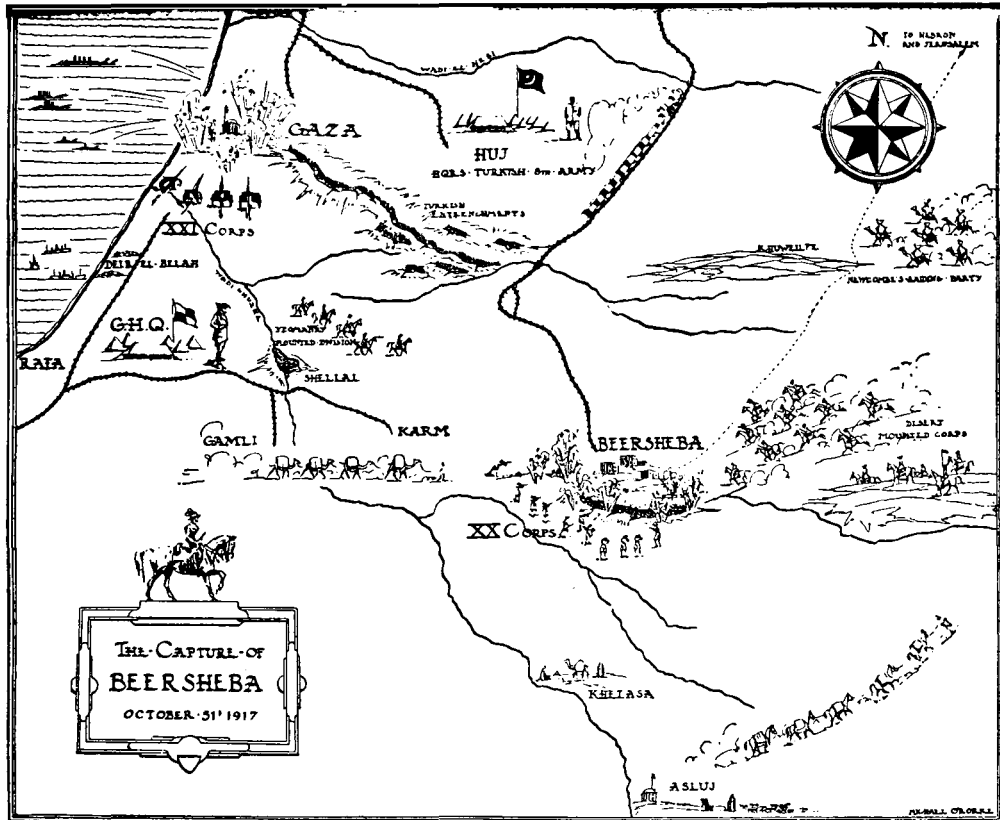 N.
TO HEBRON
AND JERUSALEM
WADI-EL-HESI
GAZA
HUJ
HQRS·TURKISH·8TH·ARMY
TURKISH
ENTRENCHMENTS
XXI CORPS
DEIR-EL-BELAH
KHUWEILFE
NEWCOMBE'S·RAIDING·PARTY
G.H.Q.
YEOMANRY
MOUNTED·DIVISION
RAFA
SHELLAL
GAMLI
KARM
BEERSHEBA
DESERT
MOUNTED CORPS
XX CORPS
THE·CAPTURE·OF
BEERSHEBA
OCTOBER·31ˢᵗ 1917
KHELASA
ASLUJ